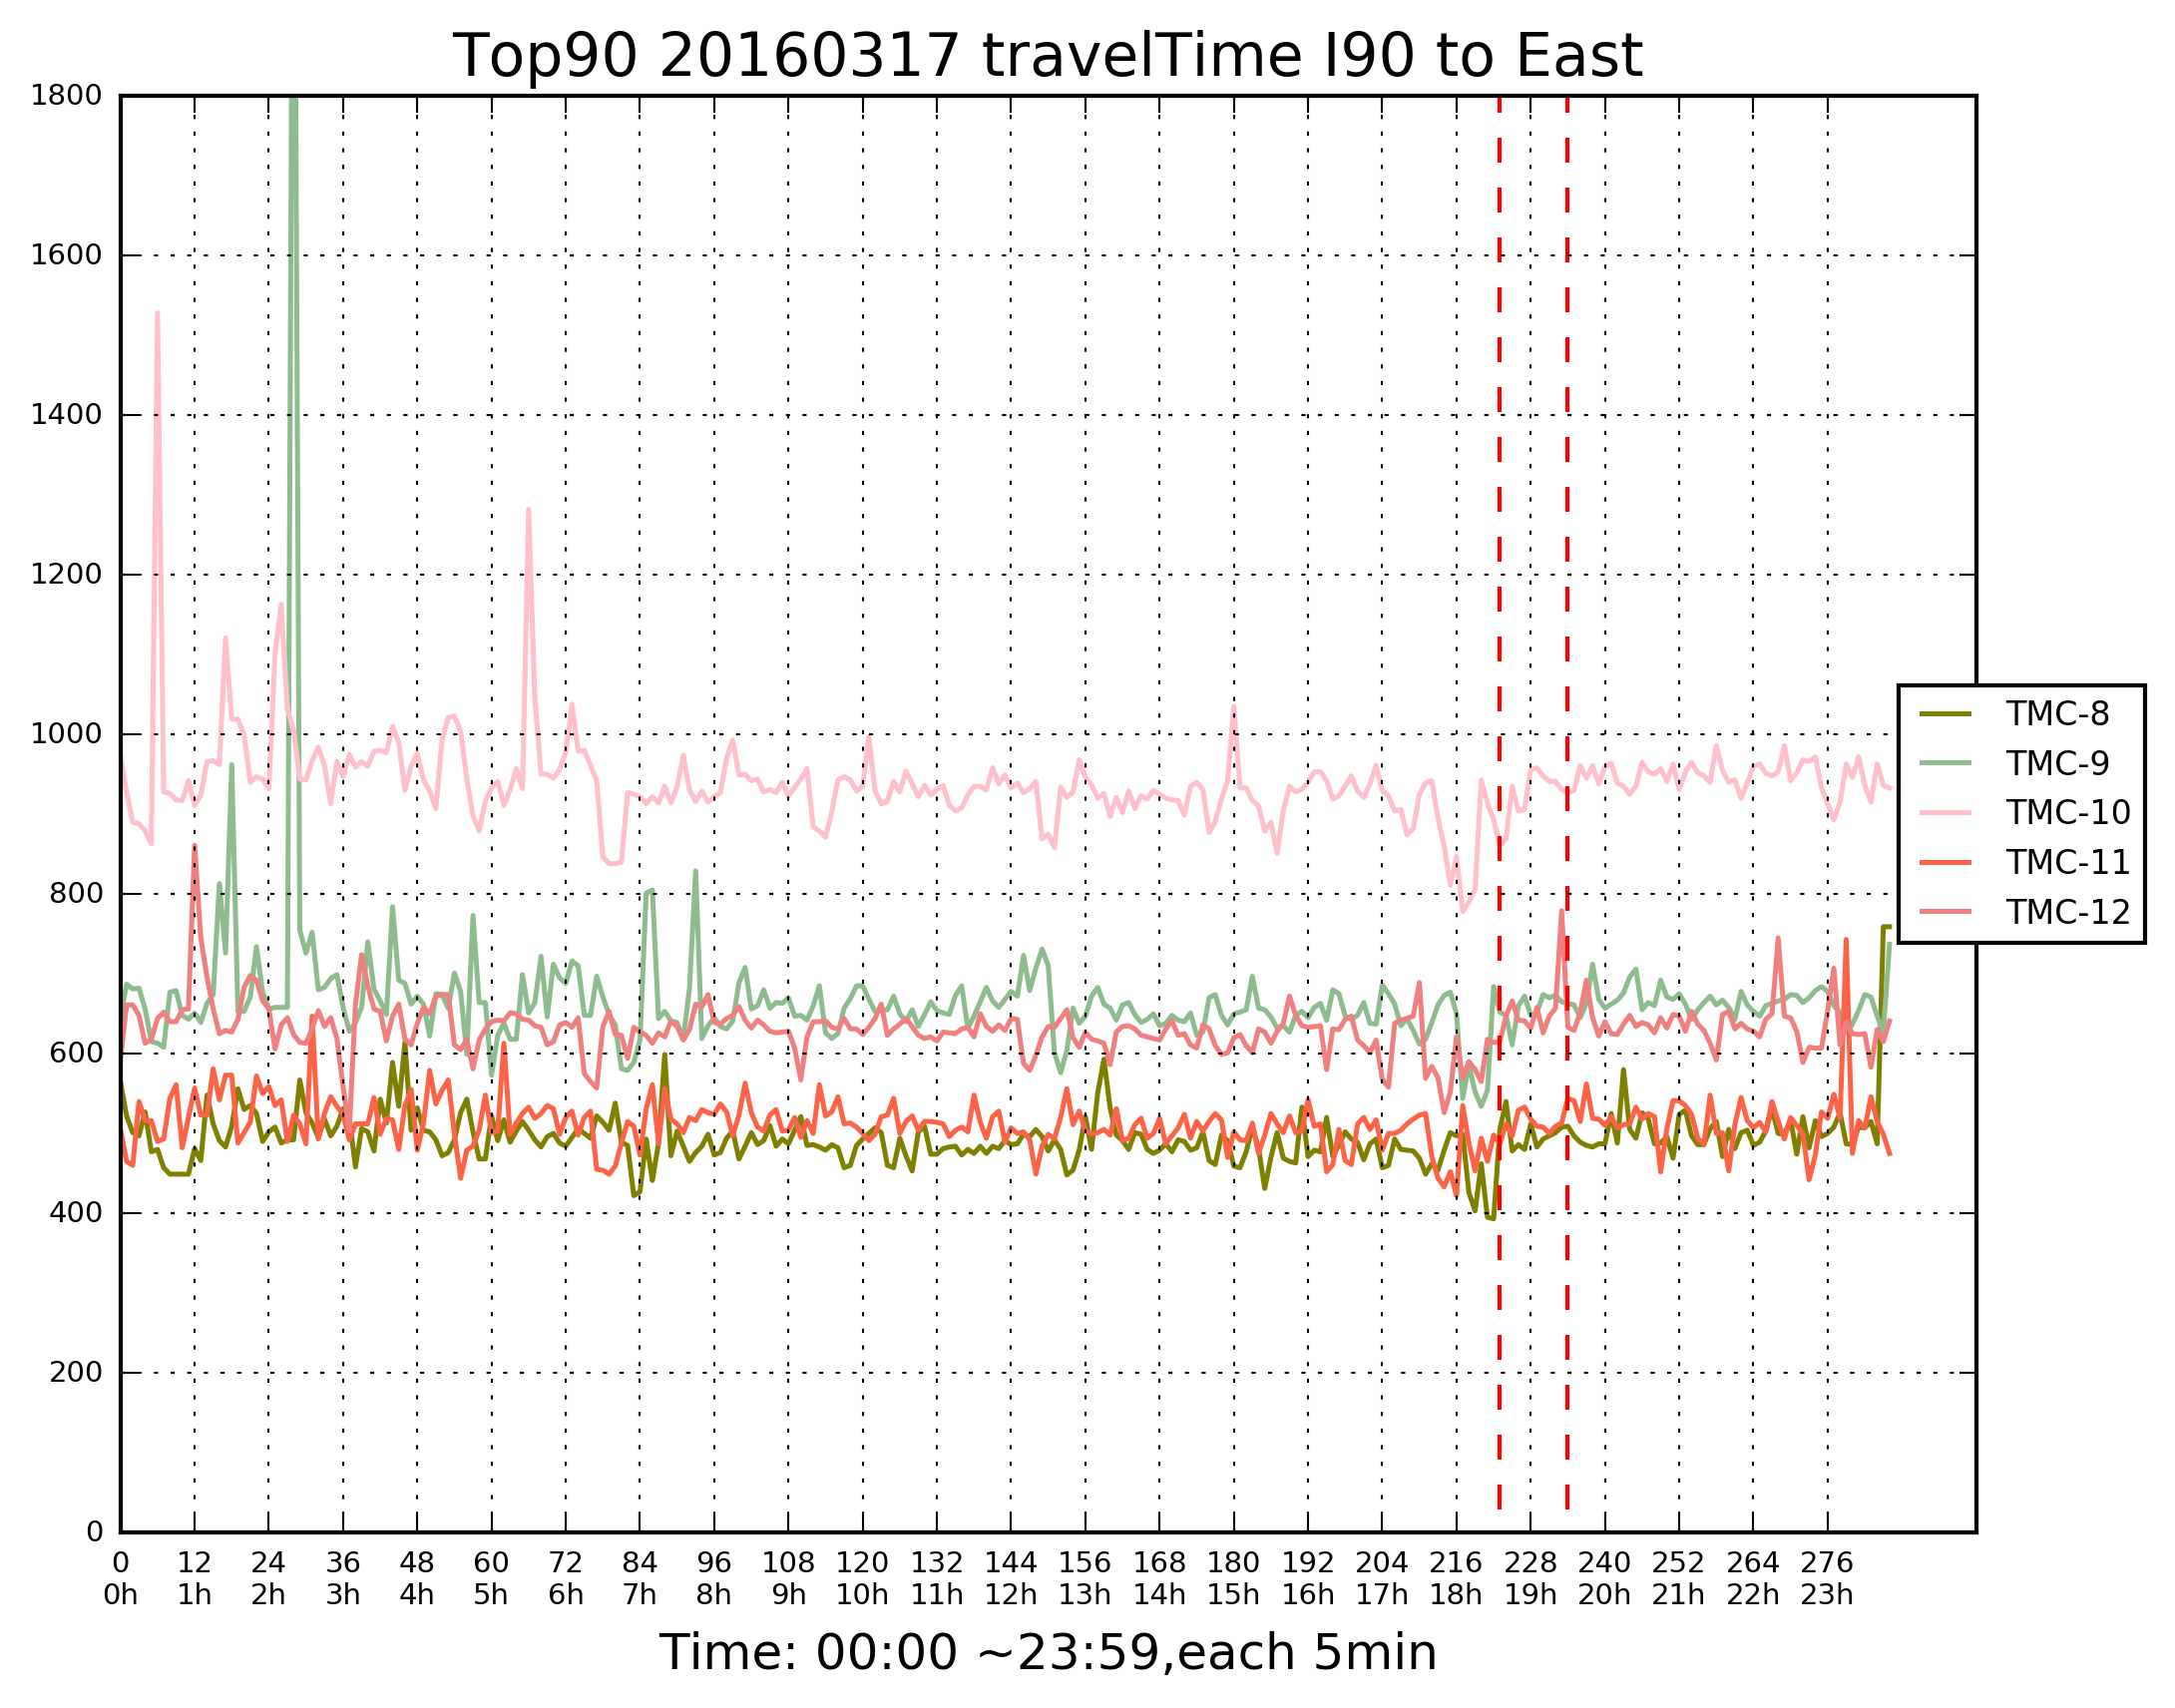 Top90 20160317 travelTime I90 to East
1800
1600
1400
1200
1000
800
600
400
200
0
TMC-8
TMC-9
TMC-10
TMC-11
TMC-12
0 12 24 36 48 60 72 84 96 108 120 132 144 156 168 180 192 204 216 228 240 252 264 276
0h 1h 2h 3h 4h 5h 6h 7h 8h 9h 10h 11h 12h 13h 14h 15h 16h 17h 18h 19h 20h 21h 22h 23h
Time: 00:00 ~23:59,each 5min